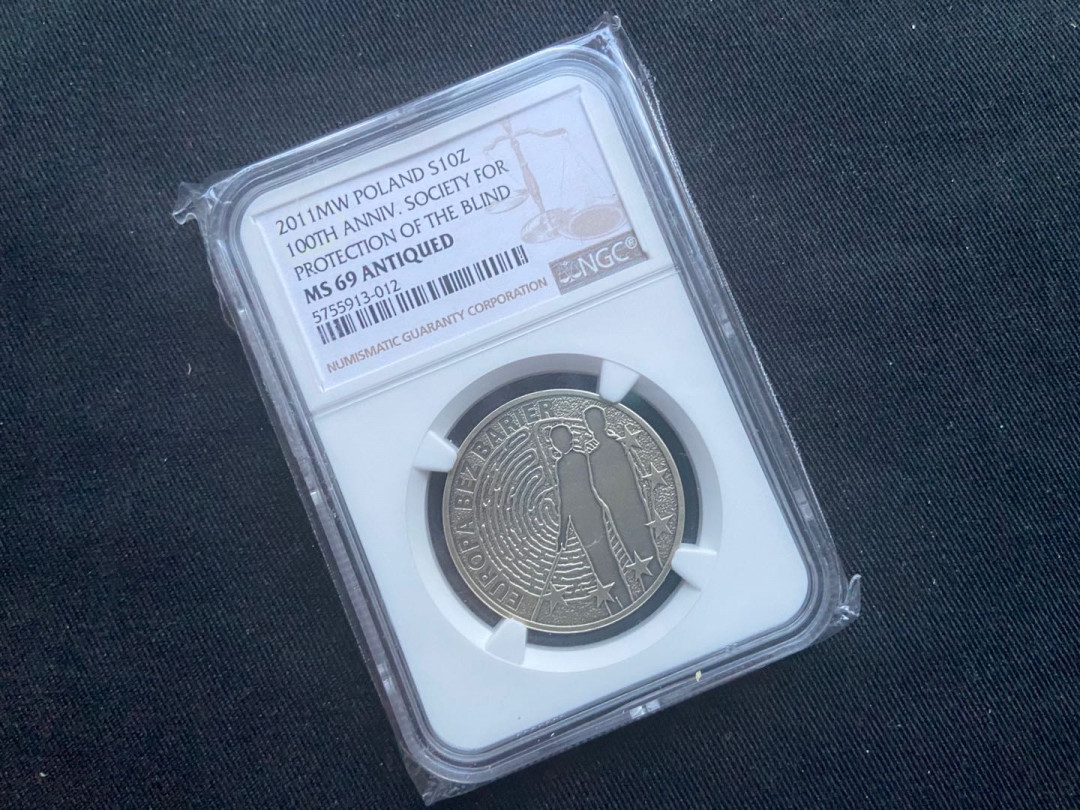 2011MW POLAND S10Z
100TH ANNIV. SOCIETY FOR
PROTECTION OF THE BLIND
MS 69 ANTIQUED
5755913-012
NGC®
NUMISMATIC GUARANTY CORPORATION
EUROPA BEZ BARIER